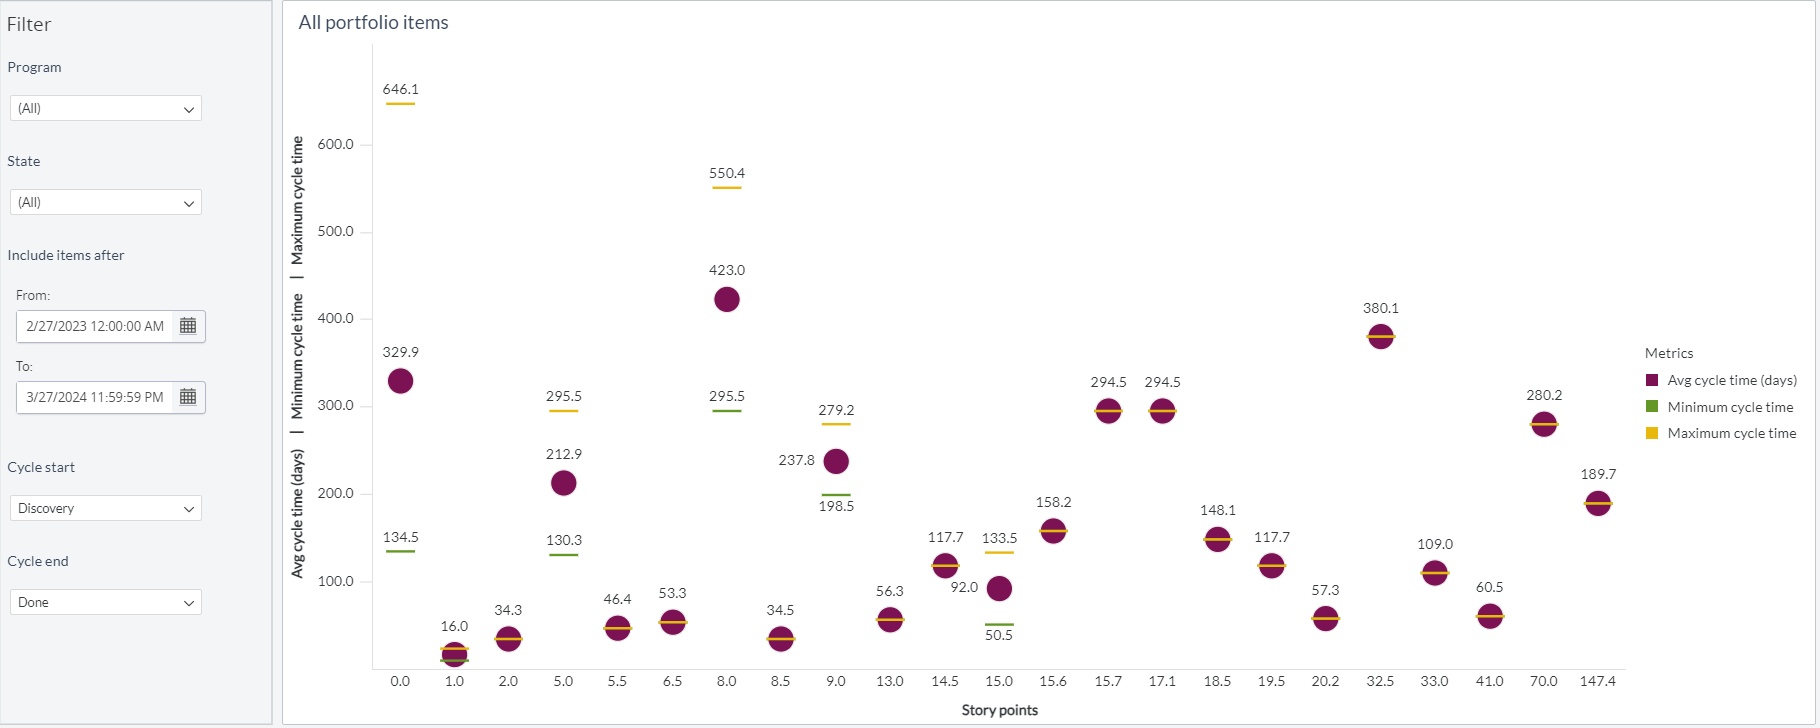 Filter
Program
(All)
State
(All)
Include items after
From:
2/27/2023 12:00:00 AM
To:
3/27/2024 11:59:59 PM
Cycle start
Discovery
Cycle end
Done
All portfolio items
Avg cycle time (days) | Minimum cycle time | Maximum cycle time
600.0
500.0
400.0
300.0
200.0
100.0
646.1
329.9
134.5
16.0
34.3
295.5
212.9
130.3
46.4
53.3
550.4
423.0
295.5
34.5
279.2
237.8
198.5
56.3
117.7
133.5
92.0
50.5
158.2
294.5
294.5
148.1
117.7
57.3
380.1
109.0
60.5
280.2
189.7
0.0 1.0 2.0 5.0 5.5 6.5 8.0 8.5 9.0 13.0 14.5 15.0 15.6 15.7 17.1 18.5 19.5 20.2 32.5 33.0 41.0 70.0 147.4
Story points
Metrics
Avg cycle time (days)
Minimum cycle time
Maximum cycle time